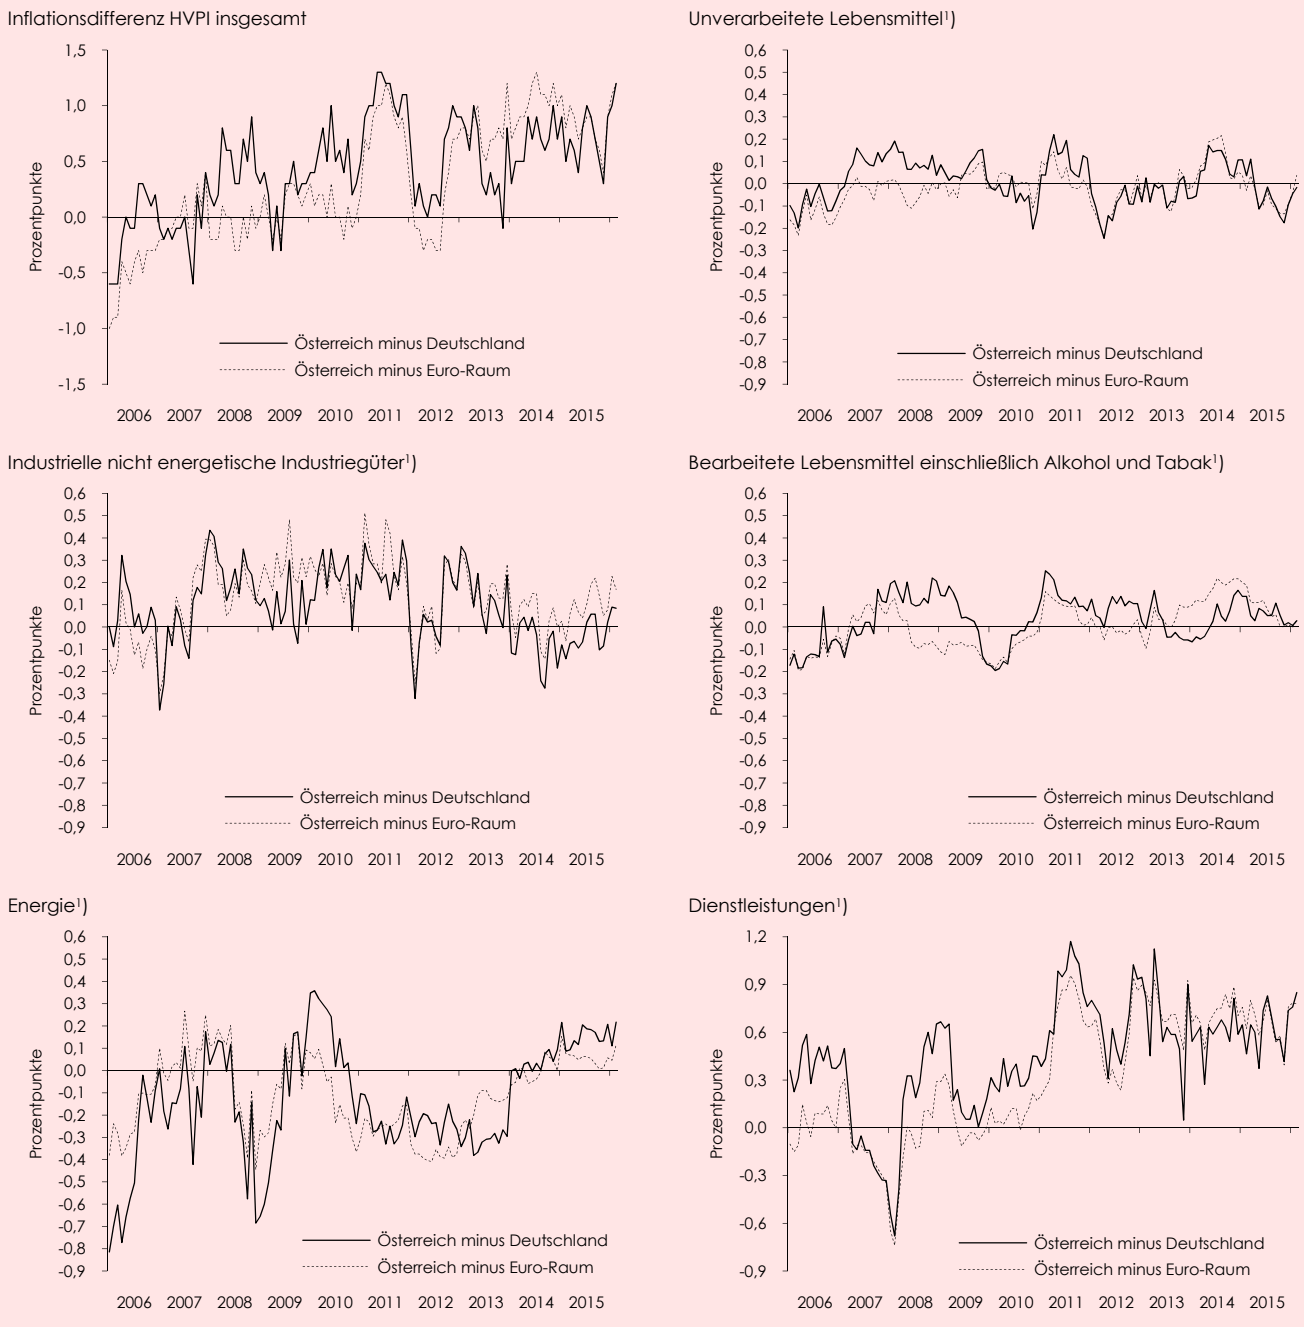 Inflationsdifferenz HVPI insgesamt
Prozentpunkte
1,5
1,0
0,5
0,0
-0,5
-1,0
-1,5
Österreich minus Deutschland
Österreich minus Euro-Raum
2006 2007 2008 2009 2010 2011 2012 2013 2014 2015
Unverarbeitete Lebensmittel¹)
Prozentpunkte
0,6
0,5
0,4
0,3
0,2
0,1
0,0
-0,1
-0,2
-0,3
-0,4
-0,5
-0,6
-0,7
-0,8
-0,9
Österreich minus Deutschland
Österreich minus Euro-Raum
2006 2007 2008 2009 2010 2011 2012 2013 2014 2015
Industrielle nicht energetische Industriegüter¹)
Prozentpunkte
0,6
0,5
0,4
0,3
0,2
0,1
0,0
-0,1
-0,2
-0,3
-0,4
-0,5
-0,6
-0,7
-0,8
-0,9
Österreich minus Deutschland
Österreich minus Euro-Raum
2006 2007 2008 2009 2010 2011 2012 2013 2014 2015
Bearbeitete Lebensmittel einschließlich Alkohol und Tabak¹)
Prozentpunkte
0,6
0,5
0,4
0,3
0,2
0,1
0,0
-0,1
-0,2
-0,3
-0,4
-0,5
-0,6
-0,7
-0,8
-0,9
Österreich minus Deutschland
Österreich minus Euro-Raum
2006 2007 2008 2009 2010 2011 2012 2013 2014 2015
Energie¹)
Prozentpunkte
0,6
0,5
0,4
0,3
0,2
0,1
0,0
-0,1
-0,2
-0,3
-0,4
-0,5
-0,6
-0,7
-0,8
-0,9
Österreich minus Deutschland
Österreich minus Euro-Raum
2006 2007 2008 2009 2010 2011 2012 2013 2014 2015
Dienstleistungen¹)
Prozentpunkte
1,2
0,9
0,6
0,3
0,0
-0,3
-0,6
-0,9
Österreich minus Deutschland
Österreich minus Euro-Raum
2006 2007 2008 2009 2010 2011 2012 2013 2014 2015